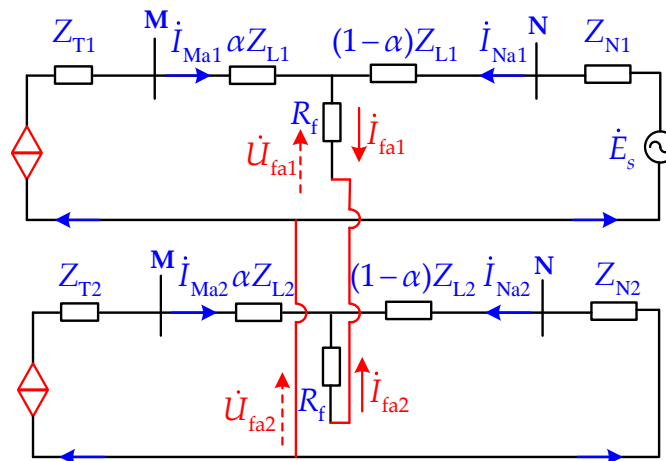 Z_T1 M İ_Ma1 αZ_L1 (1−α)Z_L1 İ_Na1 N Z_N1
R_f İ_fa1
U̇_fa1 Ė_s
Z_T2 M İ_Ma2 αZ_L2 (1−α)Z_L2 İ_Na2 N Z_N2
U̇_fa2 R_f İ_fa2